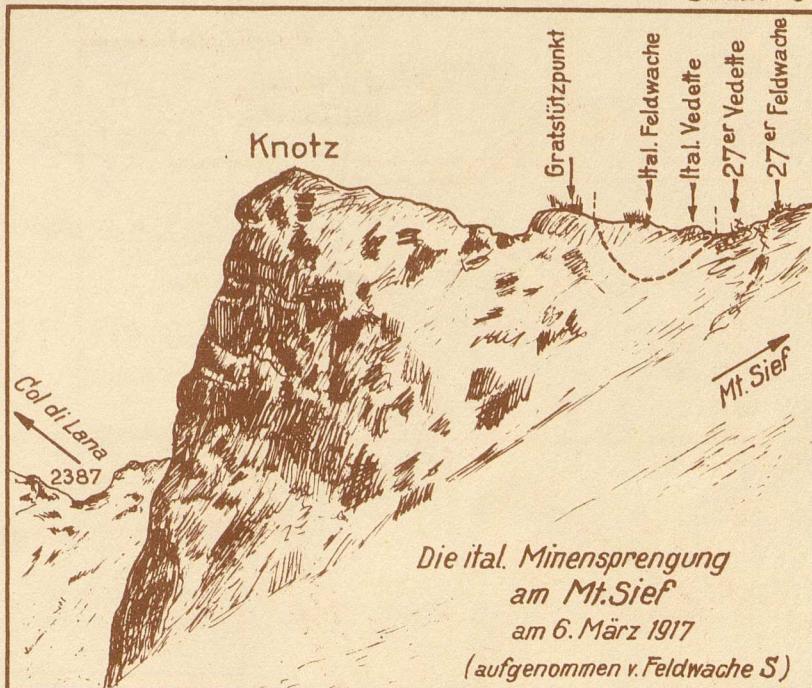 Knotz
Gratstützpunkt
Ital. Feldwache
Ital. Vedette
27er Vedette
27er Feldwache
Col di Lana
2387
Mt. Sief
Die ital. Minensprengung
am Mt.Sief
am 6. März 1917
(aufgenommen v. Feldwache S)